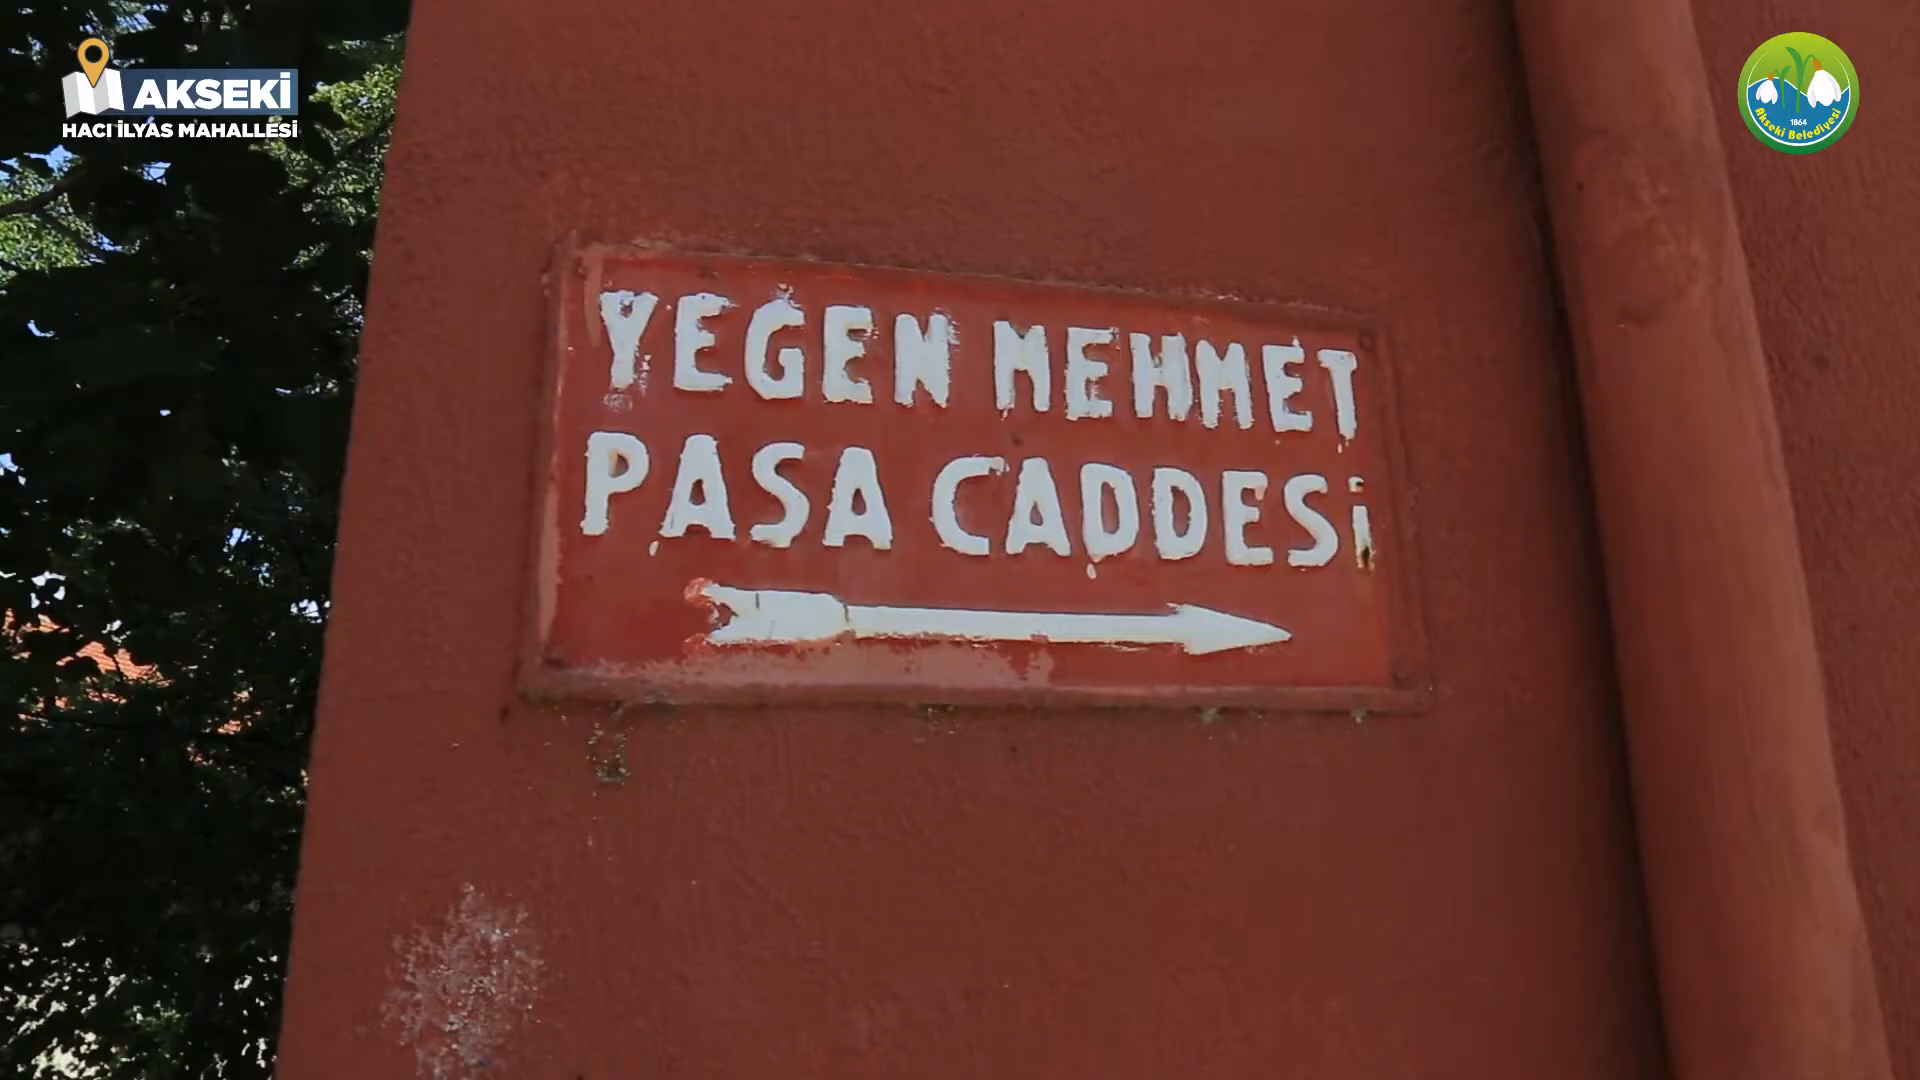 AKSEKİ
HACI İLYAS MAHALLESİ
Akseki Belediyesi
1864
YEGEN MEHMET
PAŞA CADDESİ